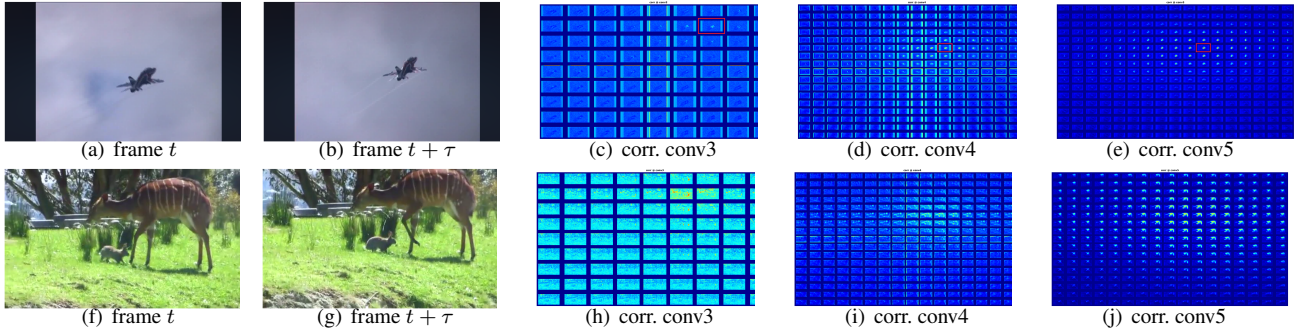 (a) frame t
(b) frame t + τ
(c) corr. conv3
(d) corr. conv4
(e) corr. conv5
(f) frame t
(g) frame t + τ
(h) corr. conv3
(i) corr. conv4
(j) corr. conv5